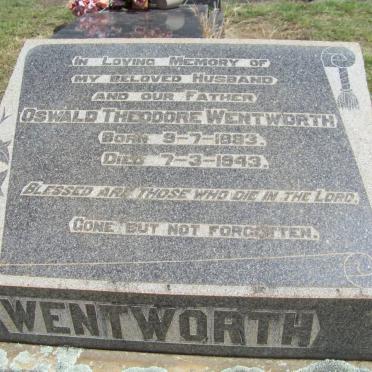 In Loving Memory of
my beloved Husband
and our Father
Oswald Theodore Wentworth
Born 9-7-1883.
Died 7-3-1943.
Blessed are those who die in the Lord.
Gone but not forgotten.
WENTWORTH